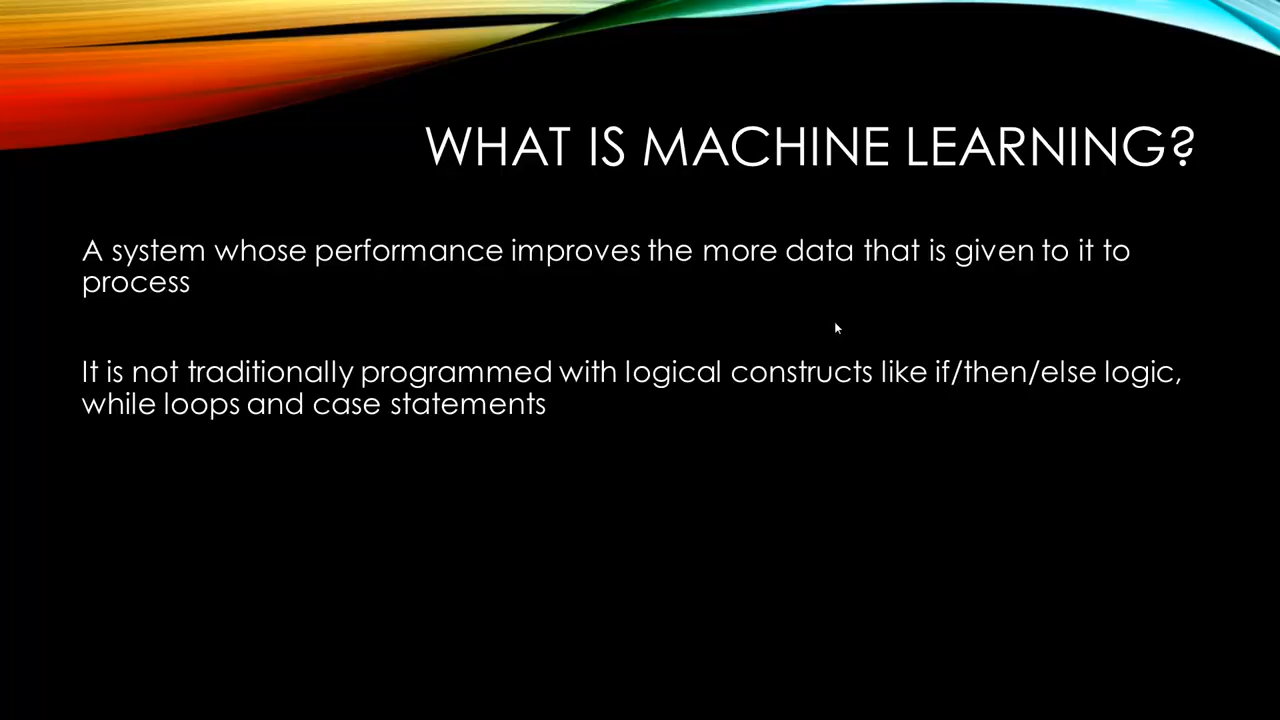 WHAT IS MACHINE LEARNING?
A system whose performance improves the more data that is given to it to
process
It is not traditionally programmed with logical constructs like if/then/else logic,
while loops and case statements